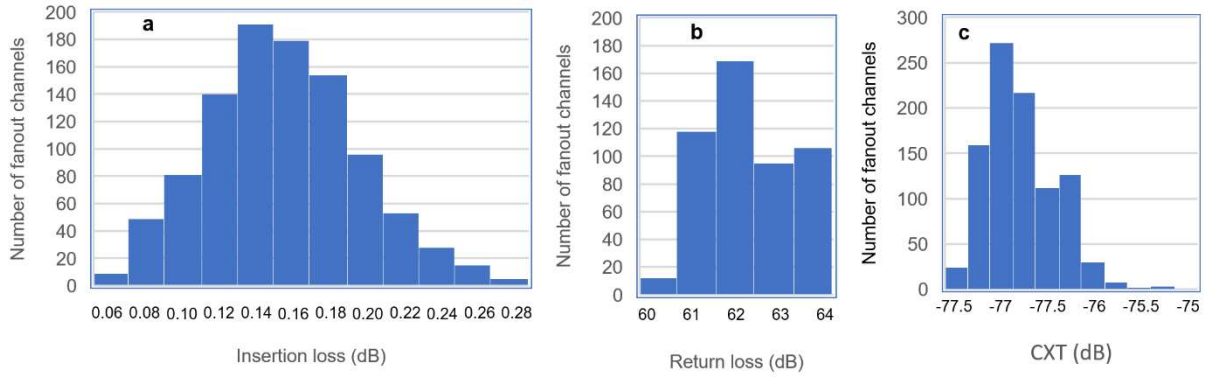 a
Number of fanout channels
200
180
160
140
120
100
80
60
40
20
0
0.06 0.08 0.10 0.12 0.14 0.16 0.18 0.20 0.22 0.24 0.26 0.28
Insertion loss (dB)
b
Number of fanout channels
200
180
160
140
120
100
80
60
40
20
0
60 61 62 63 64
Return loss (dB)
c
Number of fanout channels
300
250
200
150
100
50
0
-77.5 -77 -77.5 -76 -75.5 -75
CXT (dB)